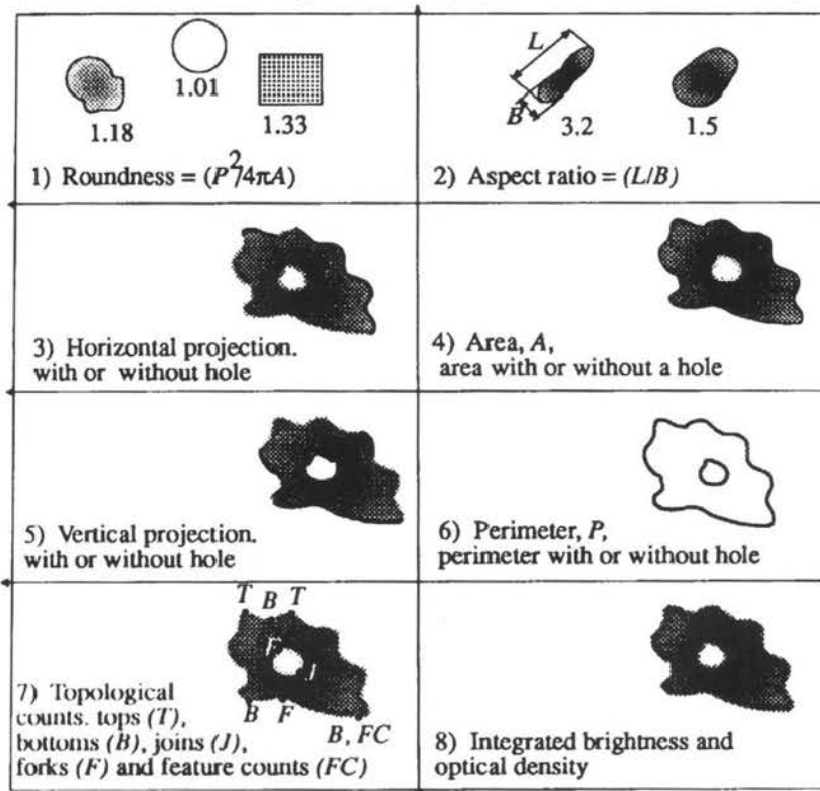 1.18
1.01
1.33
1) Roundness = (P²/4πA)
L
B
3.2
1.5
2) Aspect ratio = (L/B)
3) Horizontal projection.
with or without hole
4) Area, A,
area with or without a hole
5) Vertical projection.
with or without hole
6) Perimeter, P,
perimeter with or without hole
T B T
F
J
B F
B, FC
7) Topological
counts. tops (T),
bottoms (B), joins (J),
forks (F) and feature counts (FC)
8) Integrated brightness and
optical density